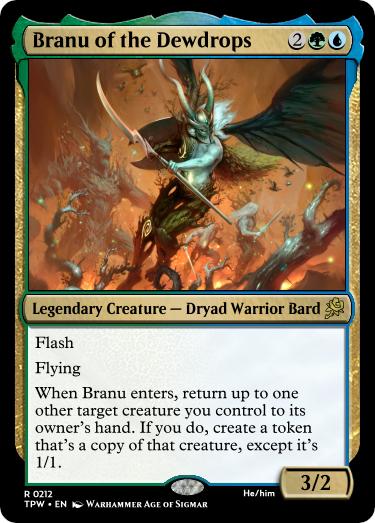 Branu of the Dewdrops 2
Legendary Creature — Dryad Warrior Bard
Flash
Flying
When Branu enters, return up to one
other target creature you control to its
owner's hand. If you do, create a token
that's a copy of that creature, except it's
1/1.
3/2
R 0212
He/him
TPW • EN Warhammer Age of Sigmar